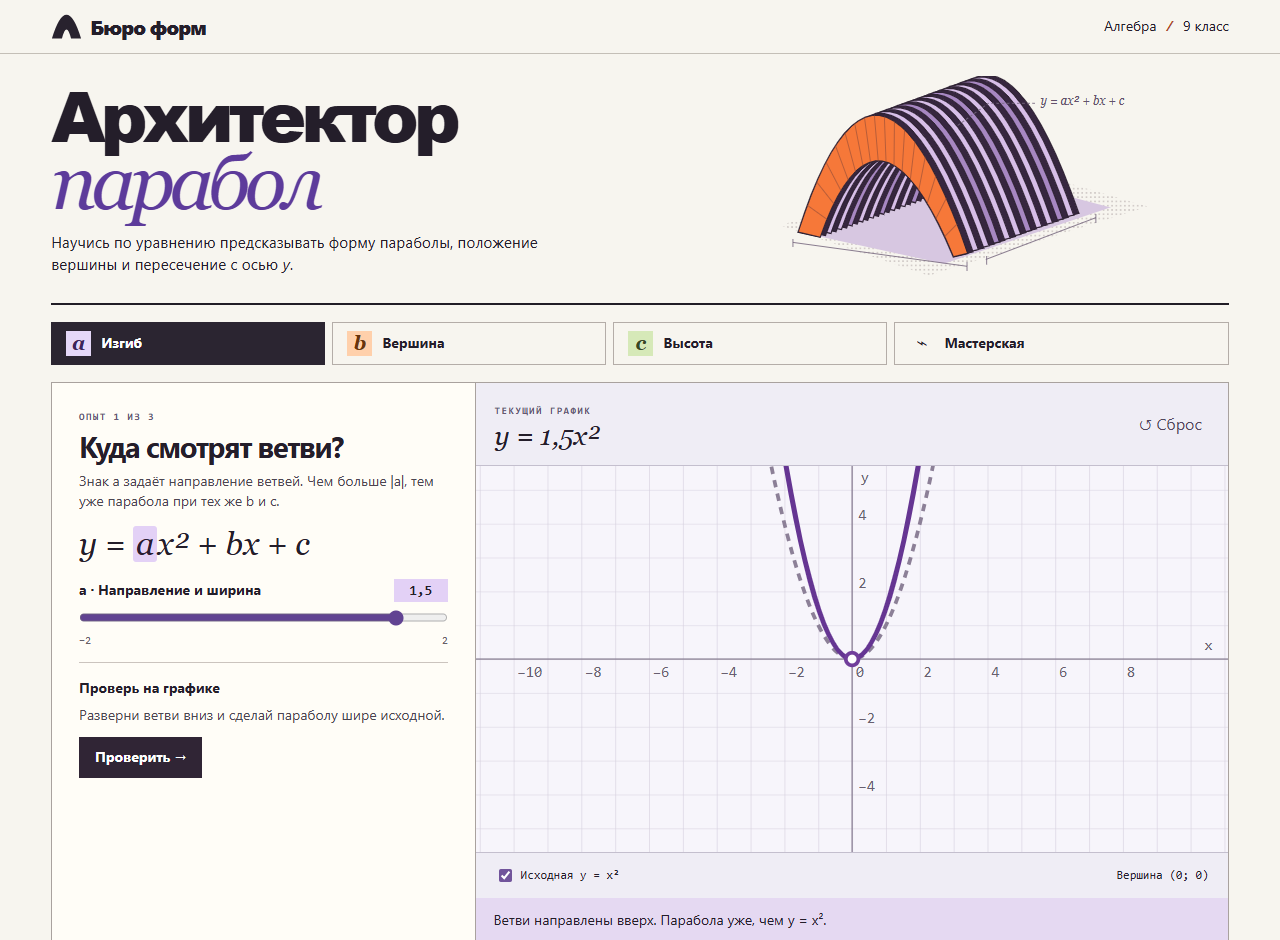 Бюро форм
Алгебра / 9 класс
Архитектор
парабол
Научись по уравнению предсказывать форму параболы, положение
вершины и пересечение с осью y.
y = ax² + bx + c
a Изгиб
b Вершина
c Высота
Мастерская
ОПЫТ 1 ИЗ 3
Куда смотрят ветви?
Знак a задаёт направление ветвей. Чем больше |a|, тем
уже парабола при тех же b и c.
y = ax² + bx + c
a · Направление и ширина
1,5
−2
2
Проверь на графике
Разверни ветви вниз и сделай параболу шире исходной.
Проверить →
ТЕКУЩИЙ ГРАФИК
y = 1,5x²
↺ Сброс
y
4
2
x
−10 −8 −6 −4 −2 0 2 4 6 8
−2
−4
Исходная y = x²
Вершина (0; 0)
Ветви направлены вверх. Парабола уже, чем y = x².